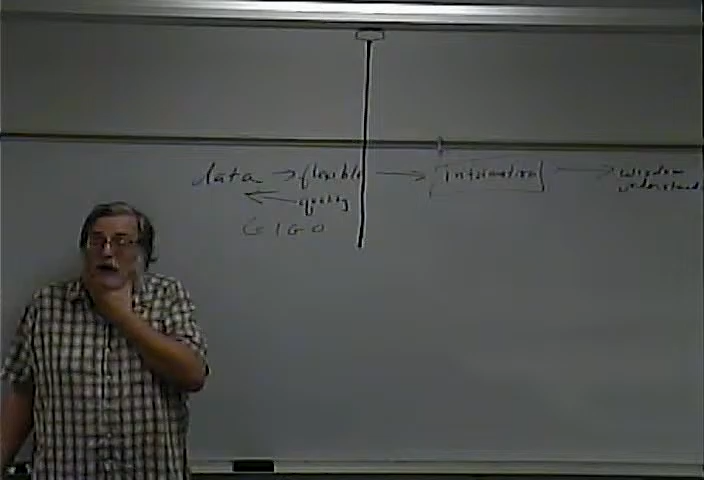 data → flexible → Information → wisdom
← quality understand
GIGO